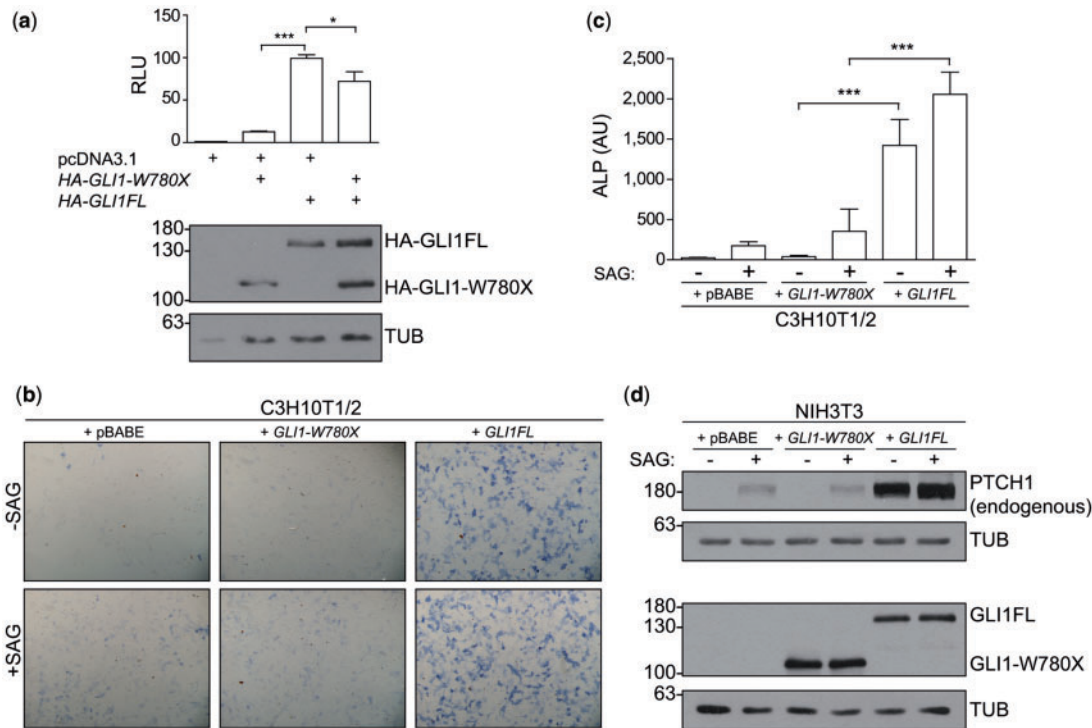 (a)
RLU
150
100
50
0
*** *
pcDNA3.1 + + +
HA-GLI1-W780X + +
HA-GLI1FL + +
180
130
100
HA-GLI1FL
HA-GLI1-W780X
63
TUB
(b)
C3H10T1/2
+ pBABE + GLI1-W780X + GLI1FL
-SAG
+SAG
(c)
ALP (AU)
2,500
2,000
1,500
1,000
500
0
***
***
SAG: - + - + - +
+ pBABE + GLI1-W780X + GLI1FL
C3H10T1/2
(d)
NIH3T3
+ pBABE + GLI1-W780X + GLI1FL
SAG: - + - + - +
180
PTCH1
(endogenous)
63
TUB
180
130
100
GLI1FL
GLI1-W780X
63
TUB